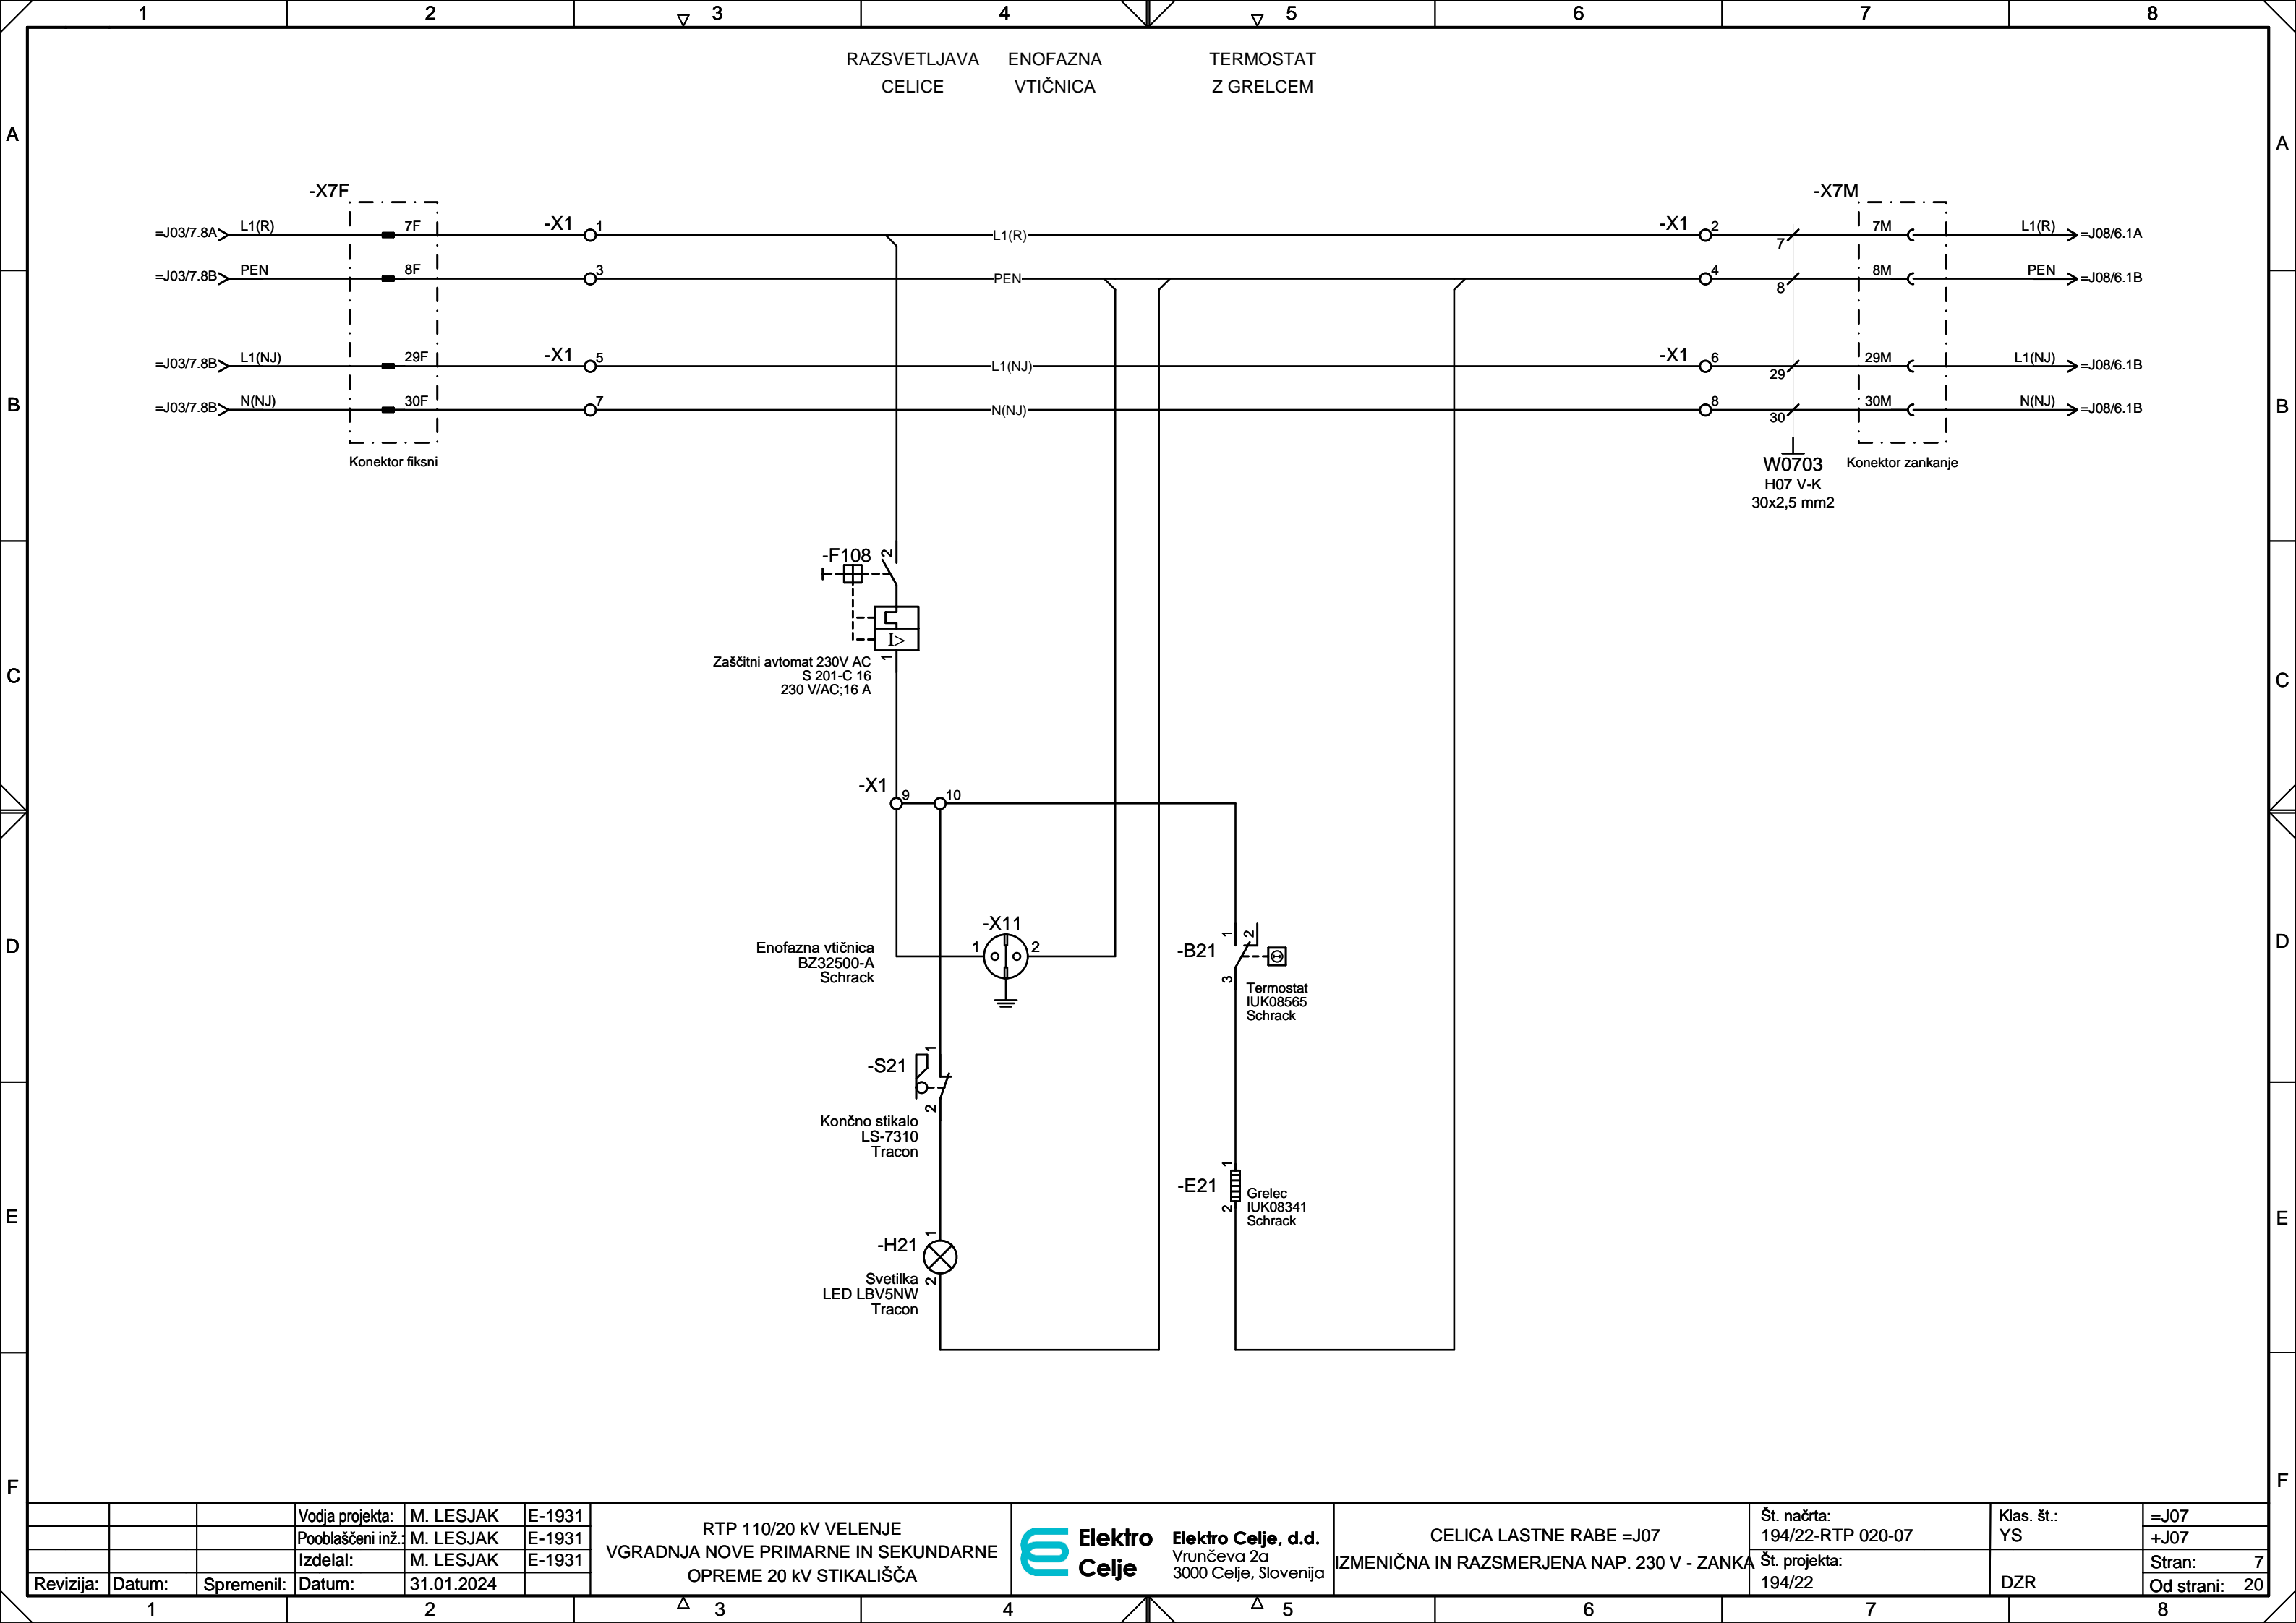 1 2 3 4 5 6 7 8
RAZSVETLJAVA ENOFAZNA TERMOSTAT
CELICE VTIČNICA Z GRELCEM
A A
-X7F -X7M
=J03/7.8A L1(R) 7F -X1 1 L1(R) -X1 2 7 7M L1(R) =J08/6.1A
=J03/7.8B PEN 8F 3 PEN 4 8 8M PEN =J08/6.1B
=J03/7.8B L1(NJ) 29F -X1 5 L1(NJ) -X1 6 29 29M L1(NJ) =J08/6.1B
B B
=J03/7.8B N(NJ) 30F 7 N(NJ) 8 30 30M N(NJ) =J08/6.1B
Konektor fiksni
W0703
H07 V-K
30x2,5 mm2
Konektor zankanje
-F108 2
I>
1
Zaščitni avtomat 230V AC
S 201-C 16
230 V/AC;16 A
C C
-X1 9 10
-X11
1 2
Enofazna vtičnica
BZ32500-A
Schrack
D D
-B21 1 2 3
Termostat
IUK08565
Schrack
-S21 1 2
Končno stikalo
LS-7310
Tracon
-E21 1 2
Grelec
IUK08341
Schrack
E E
-H21 1 2
Svetilka
LED LBV5NW
Tracon
F F
Vodja projekta: M. LESJAK E-1931
Pooblaščeni inž.: M. LESJAK E-1931
Izdelal: M. LESJAK E-1931
Revizija: Datum: Spremenil: Datum: 31.01.2024
RTP 110/20 kV VELENJE
VGRADNJA NOVE PRIMARNE IN SEKUNDARNE
OPREME 20 kV STIKALIŠČA
Elektro
Celje
Elektro Celje, d.d.
Vrunčeva 2a
3000 Celje, Slovenija
CELICA LASTNE RABE =J07
IZMENIČNA IN RAZSMERJENA NAP. 230 V - ZANKA
Št. načrta:
194/22-RTP 020-07
Št. projekta:
194/22
Klas. št.:
YS
DZR
=J07
+J07
Stran: 7
Od strani: 20
1 2 3 4 5 6 7 8